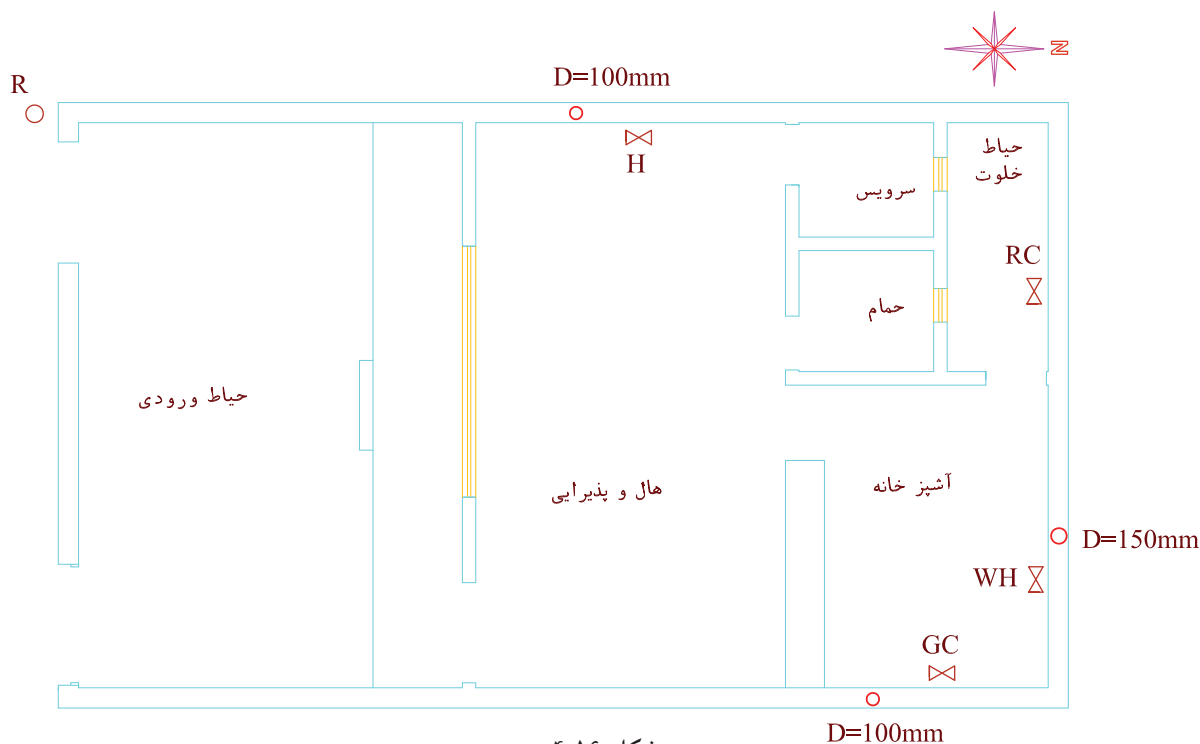 N
R
D=100mm
H
حیاط
خلوت
سرویس
RC
حمام
حیاط ورودی
هال و پذیرایی
آشپز خانه
D=150mm
WH
GC
D=100mm